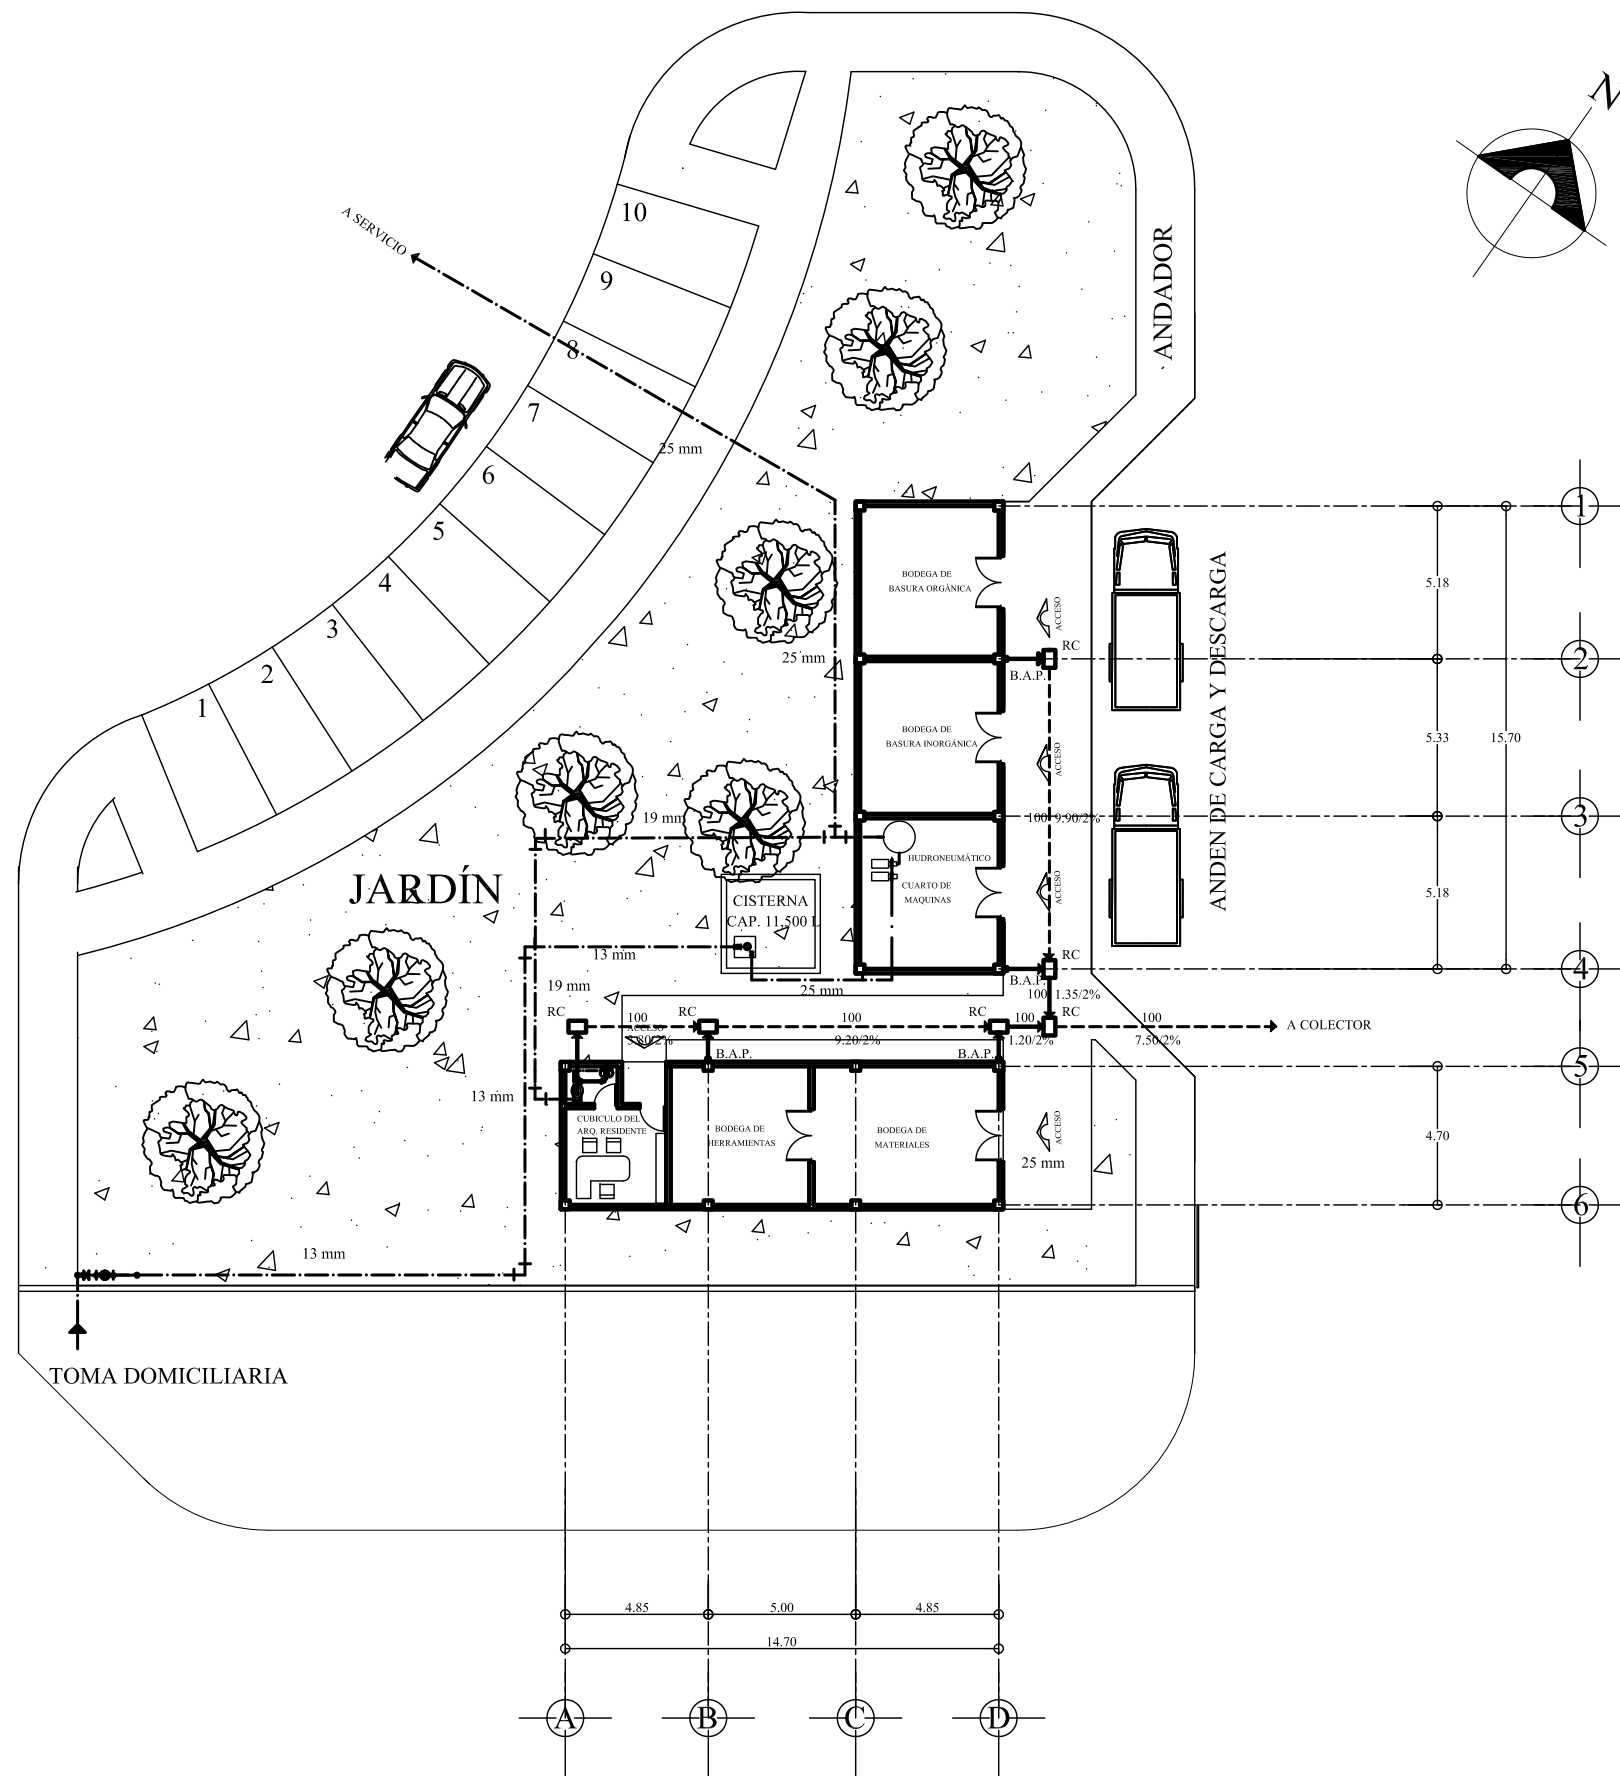 N
A SERVICIO
10
9
8
7
6
5
4
3
2
1
ANDADOR
25 mm
1
5.18
BODEGA DE
BASURA ORGÁNICA
ACCESO
RC
25 mm
B.A.P.
2
ANDEN DE CARGA Y DESCARGA
BODEGA DE
BASURA INORGÁNICA
ACCESO
5.33
15.70
19 mm
100
9.90/2%
3
HUDRONEUMÁTICO
CUARTO DE
MAQUINAS
ACCESO
5.18
JARDÍN
CISTERNA
CAP. 11,500 L
13 mm
RC
4
B.A.P.
19 mm
25 mm
100
1.35/2%
RC
RC
RC
100
ACCESO
3.80/2%
100
9.20/2%
100
1.20/2%
100
7.50/2%
A COLECTOR
B.A.P.
B.A.P.
5
13 mm
CUBICULO DEL
ARQ. RESIDENTE
BODEGA DE
HERRAMIENTAS
BODEGA DE
MATERIALES
ACCESO
4.70
25 mm
6
13 mm
TOMA DOMICILIARIA
4.85
5.00
4.85
14.70
A
B
C
D